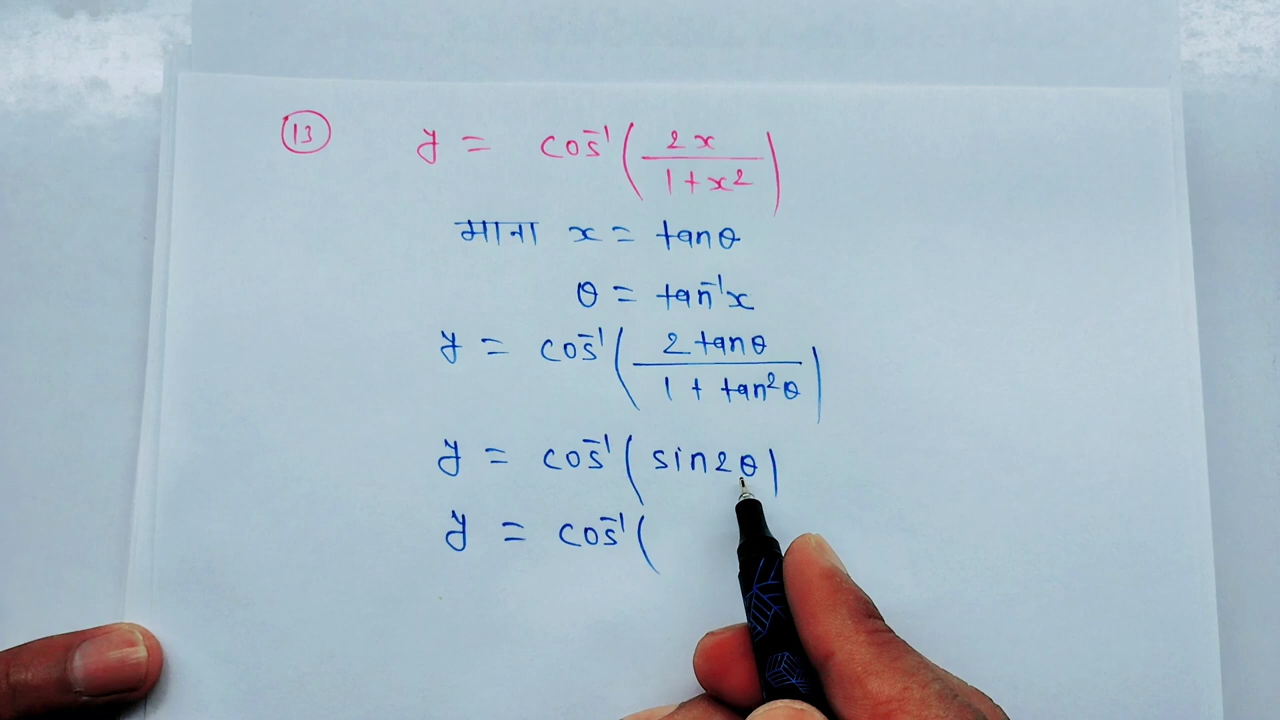 13 y = cos⁻¹(2x / 1+x²)
माना x = tanθ
θ = tan⁻¹x
y = cos⁻¹(2tanθ / 1 + tan²θ)
y = cos⁻¹(sin2θ)
y = cos⁻¹(